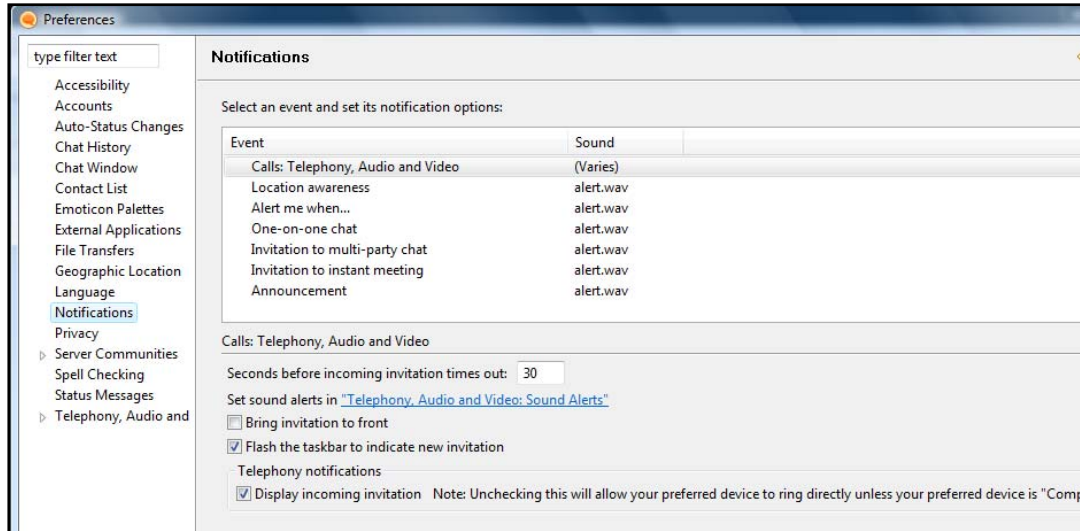 Preferences
type filter text
Notifications
Accessibility
Accounts
Auto-Status Changes
Chat History
Chat Window
Contact List
Emoticon Palettes
External Applications
File Transfers
Geographic Location
Language
Notifications
Privacy
Server Communities
Spell Checking
Status Messages
Telephony, Audio and
Select an event and set its notification options:
Event Sound
Calls: Telephony, Audio and Video (Varies)
Location awareness alert.wav
Alert me when... alert.wav
One-on-one chat alert.wav
Invitation to multi-party chat alert.wav
Invitation to instant meeting alert.wav
Announcement alert.wav
Calls: Telephony, Audio and Video
Seconds before incoming invitation times out: 30
Set sound alerts in "Telephony, Audio and Video: Sound Alerts"
Bring invitation to front
Flash the taskbar to indicate new invitation
Telephony notifications
Display incoming invitation Note: Unchecking this will allow your preferred device to ring directly unless your preferred device is "Comp